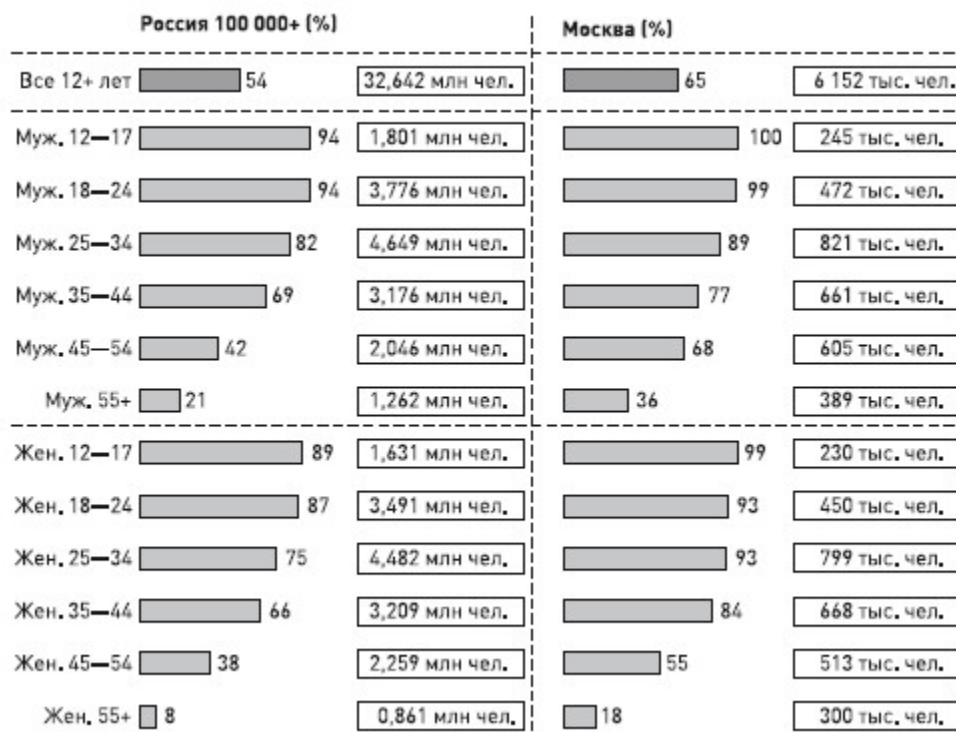 Россия 100 000+ (%) Москва (%)
Все 12+ лет 54 32,642 млн чел. 65 6 152 тыс. чел.
Муж. 12—17 94 1,801 млн чел. 100 245 тыс. чел.
Муж. 18—24 94 3,776 млн чел. 99 472 тыс. чел.
Муж. 25—34 82 4,649 млн чел. 89 821 тыс. чел.
Муж. 35—44 69 3,176 млн чел. 77 661 тыс. чел.
Муж. 45—54 42 2,046 млн чел. 68 605 тыс. чел.
Муж. 55+ 21 1,262 млн чел. 36 389 тыс. чел.
Жен. 12—17 89 1,631 млн чел. 99 230 тыс. чел.
Жен. 18—24 87 3,491 млн чел. 93 450 тыс. чел.
Жен. 25—34 75 4,482 млн чел. 93 799 тыс. чел.
Жен. 35—44 66 3,209 млн чел. 84 668 тыс. чел.
Жен. 45—54 38 2,259 млн чел. 55 513 тыс. чел.
Жен. 55+ 8 0,861 млн чел. 18 300 тыс. чел.